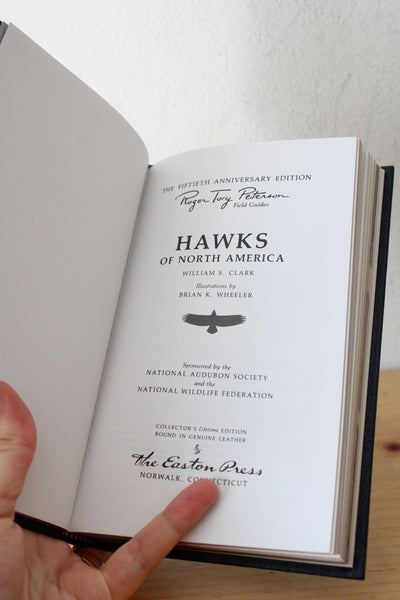 THE FIFTIETH ANNIVERSARY EDITION
Roger Tory Peterson
Field Guides
HAWKS
OF NORTH AMERICA
WILLIAM S. CLARK
Illustrations by
BRIAN K. WHEELER
Sponsored by the
NATIONAL AUDUBON SOCIETY
and the
NATIONAL WILDLIFE FEDERATION
COLLECTOR'S Lifetime EDITION
BOUND IN GENUINE LEATHER
&
The Easton Press
NORWALK, CONNECTICUT